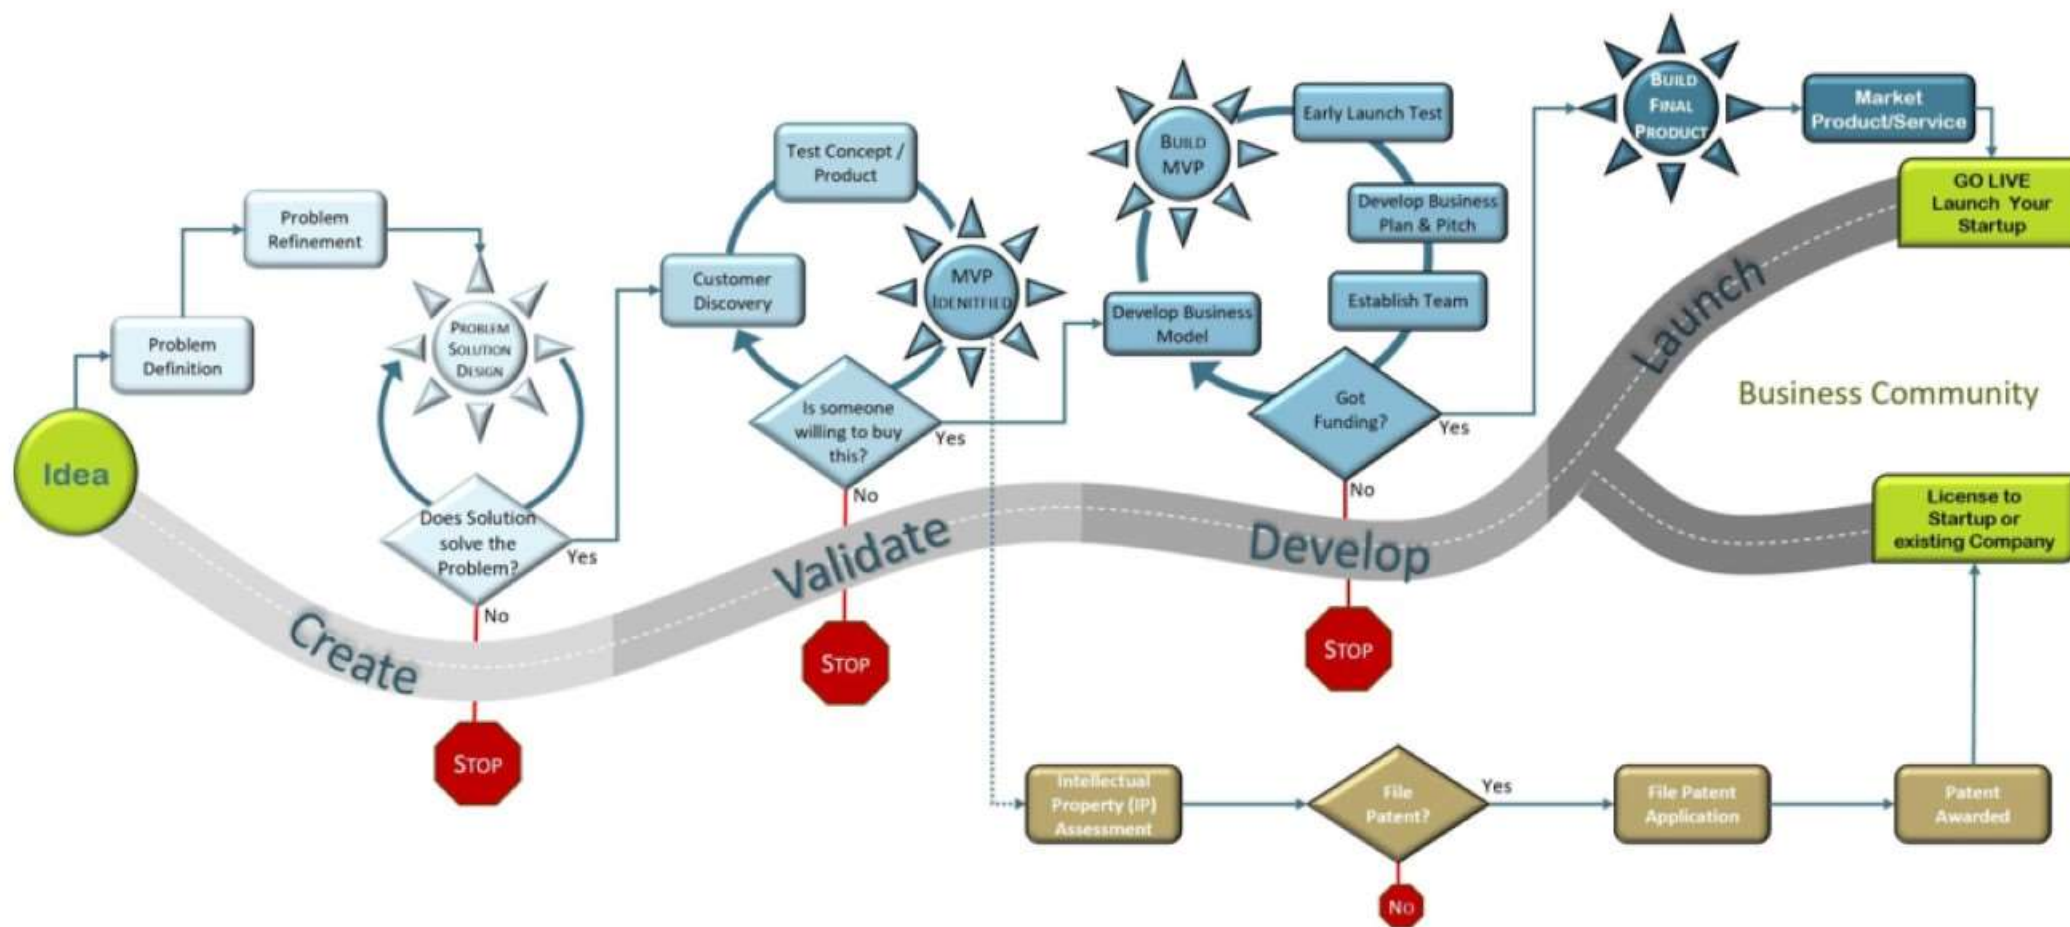 Idea
Problem
Definition
Problem
Refinement
PROBLEM
SOLUTION
DESIGN
Does Solution
solve the
Problem?
Yes
No
STOP
Create
Customer
Discovery
Test Concept /
Product
MVP
IDENITFIED
Is someone
willing to buy
this?
Yes
No
STOP
Validate
Develop Business
Model
BUILD
MVP
Early Launch Test
Develop Business
Plan & Pitch
Establish Team
Got
Funding?
Yes
No
STOP
Develop
BUILD
FINAL
PRODUCT
Market
Product/Service
GO LIVE
Launch Your
Startup
Launch
Business Community
License to
Startup or
existing Company
Intellectual
Property (IP)
Assessment
File
Patent?
Yes
NO
File Patent
Application
Patent
Awarded